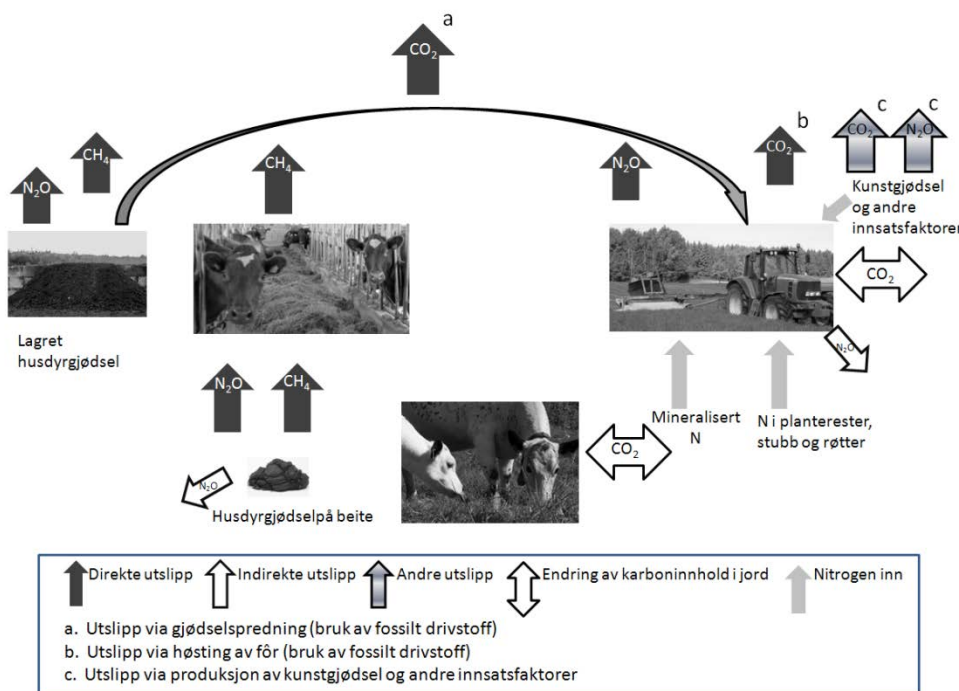 a
CO₂
c
c
b
CO₂
N₂O
CH₄
N₂O
CH₄
N₂O
CO₂
Kunstgjødsel
og andre
innsatsfaktorer
CO₂
Lagret
husdyrgjødsel
N₂O
N₂O
CH₄
Mineralisert
N
N i planterester,
stubb og røtter
CO₂
N₂O
Husdyrgjødselpå beite
Direkte utslipp
Indirekte utslipp
Andre utslipp
Endring av karboninnhold i jord
Nitrogen inn
a. Utslipp via gjødselspredning (bruk av fossilt drivstoff)
b. Utslipp via høsting av fôr (bruk av fossilt drivstoff)
c. Utslipp via produksjon av kunstgjødsel og andre innsatsfaktorer